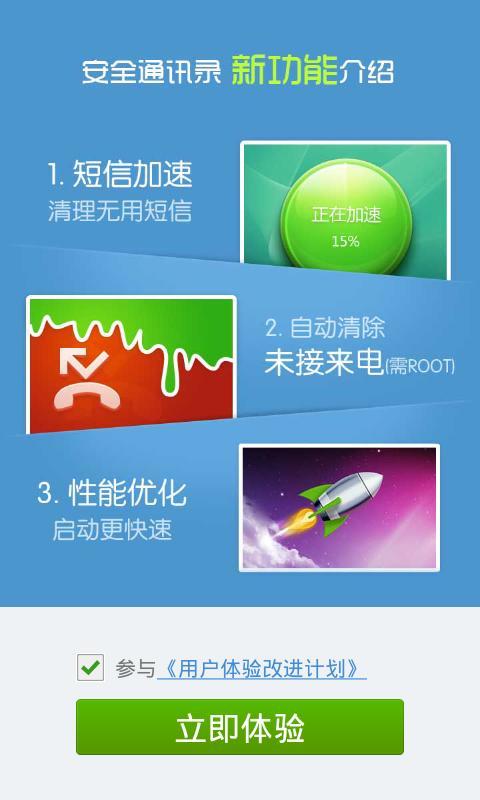 安全通讯录 新功能介绍
1. 短信加速
清理无用短信
正在加速
15%
2. 自动清除
未接来电(需ROOT)
3. 性能优化
启动更快速
参与《用户体验改进计划》
立即体验